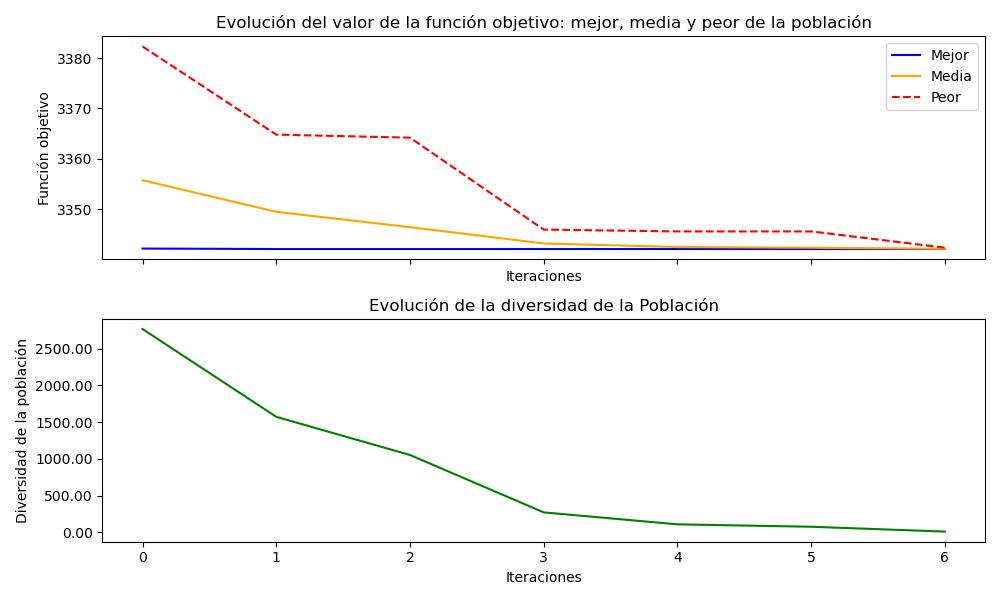 Evolución del valor de la función objetivo: mejor, media y peor de la población
Función objetivo
3380
3370
3360
3350
Mejor
Media
Peor
Iteraciones
Evolución de la diversidad de la Población
Diversidad de la población
2500.00
2000.00
1500.00
1000.00
500.00
0.00
0 1 2 3 4 5 6
Iteraciones